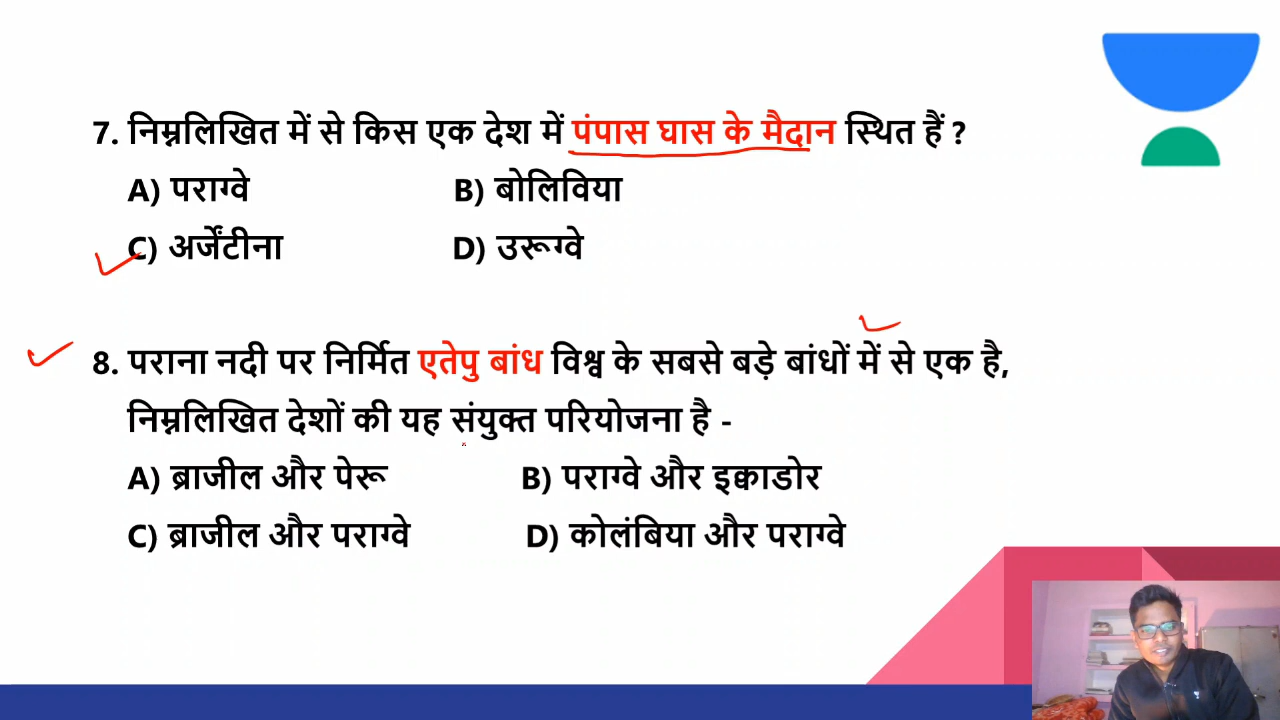 7. निम्नलिखित में से किस एक देश में पंपास घास के मैदान स्थित हैं ?
A) पराग्वे B) बोलिविया
C) अर्जेंटीना D) उरूग्वे
8. पराना नदी पर निर्मित एतेपु बांध विश्व के सबसे बड़े बांधों में से एक है,
निम्नलिखित देशों की यह संयुक्त परियोजना है -
A) ब्राजील और पेरू B) पराग्वे और इक्वाडोर
C) ब्राजील और पराग्वे D) कोलंबिया और पराग्वे